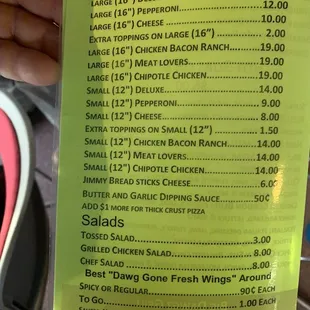 LARGE (16")
LARGE (16") PEPPERONI 12.00
LARGE (16") CHEESE 10.00
EXTRA TOPPINGS ON LARGE (16") 2.00
LARGE (16") CHICKEN BACON RANCH 19.00
LARGE (16") MEAT LOVERS 19.00
LARGE (16") CHIPOTLE CHICKEN 19.00
SMALL (12") DELUXE 14.00
SMALL (12") PEPPERONI 9.00
SMALL (12") CHEESE 8.00
EXTRA TOPPINGS ON SMALL (12") 1.50
SMALL (12") CHICKEN BACON RANCH 14.00
SMALL (12") MEAT LOVERS 14.00
SMALL (12") CHIPOTLE CHICKEN 14.00
JIMMY BREAD STICKS CHEESE 6.00
BUTTER AND GARLIC DIPPING SAUCE 50¢
ADD $1 MORE FOR THICK CRUST PIZZA
Salads
TOSSED SALAD 3.00
GRILLED CHICKEN SALAD 8.00
CHEF SALAD 8.00
Best "Dawg Gone Fresh Wings" Around
SPICY OR REGULAR 90¢ EACH
TO GO 1.00 EACH